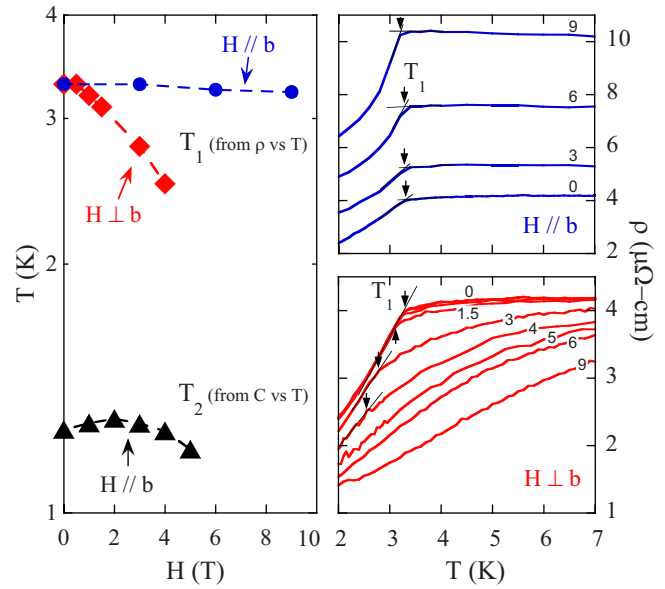 4
3
2
1
T (K)
H // b
T₁ (from ρ vs T)
H ⊥ b
T₂ (from C vs T)
H // b
0 2 4 6 8 10
H (T)
9
T₁
6
3
0
H // b
10
8
6
4
2
ρ (μΩ−cm)
T₁
0
1.5
3
4
5
6
9
H ⊥ b
4
3
2
1
2 3 4 5 6 7
T (K)